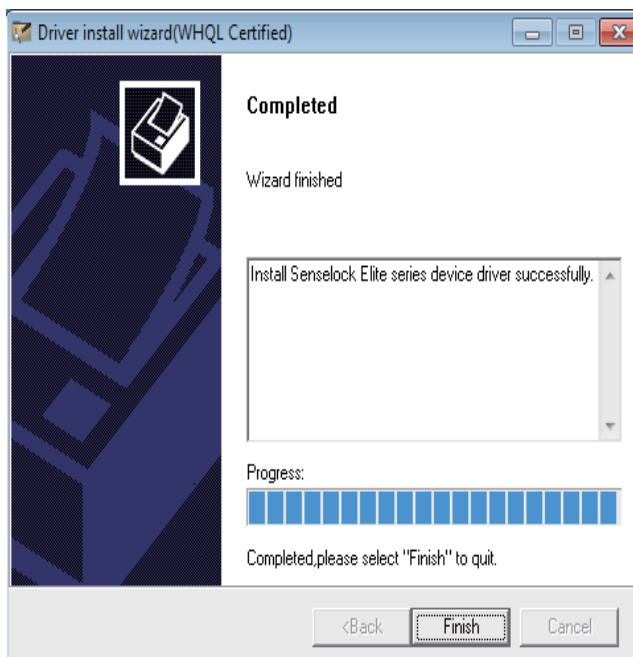 Driver install wizard(WHQL Certified)
Completed
Wizard finished
Install Senselock Elite series device driver successfully.
Progress:
Completed,please select "Finish" to quit.
<Back
Finish
Cancel